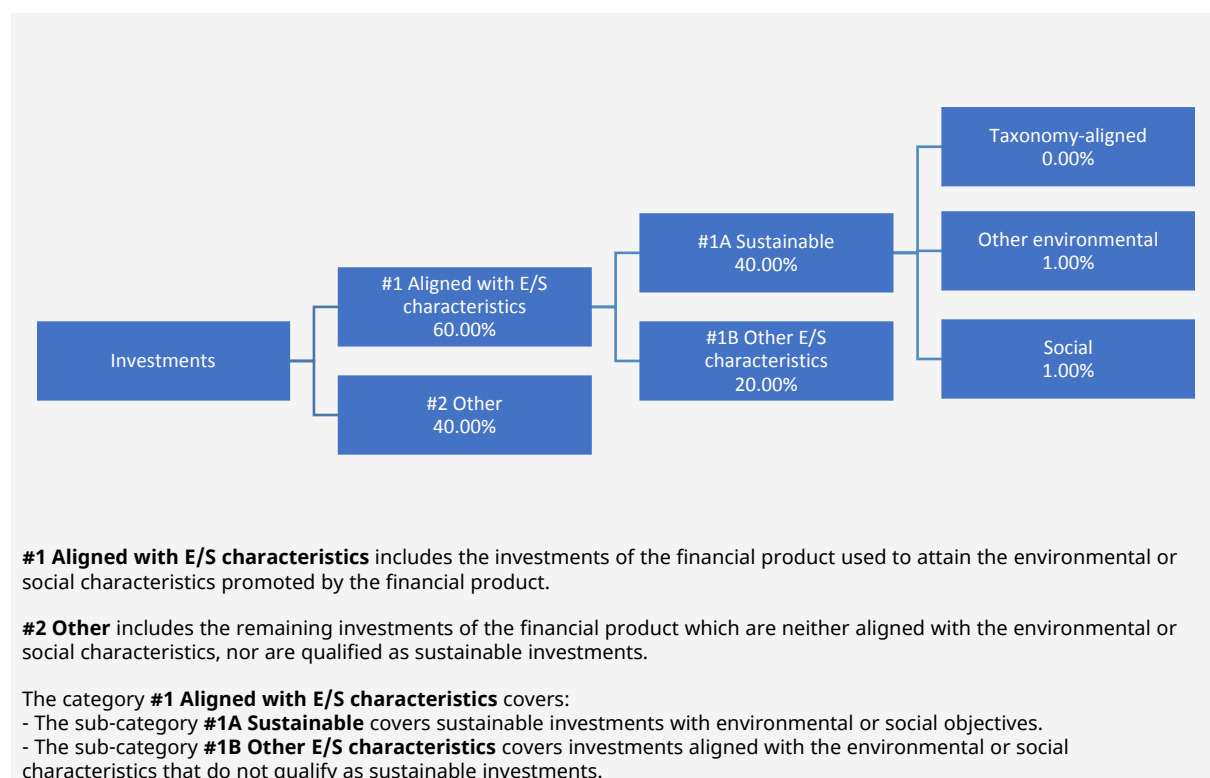 Taxonomy-aligned
0.00%
#1A Sustainable
40.00%
Other environmental
1.00%
#1 Aligned with E/S
characteristics
60.00%
Investments
#1B Other E/S
characteristics
20.00%
Social
1.00%
#2 Other
40.00%
#1 Aligned with E/S characteristics includes the investments of the financial product used to attain the environmental or
social characteristics promoted by the financial product.
#2 Other includes the remaining investments of the financial product which are neither aligned with the environmental or
social characteristics, nor are qualified as sustainable investments.
The category #1 Aligned with E/S characteristics covers:
- The sub-category #1A Sustainable covers sustainable investments with environmental or social objectives.
- The sub-category #1B Other E/S characteristics covers investments aligned with the environmental or social
characteristics that do not qualify as sustainable investments.